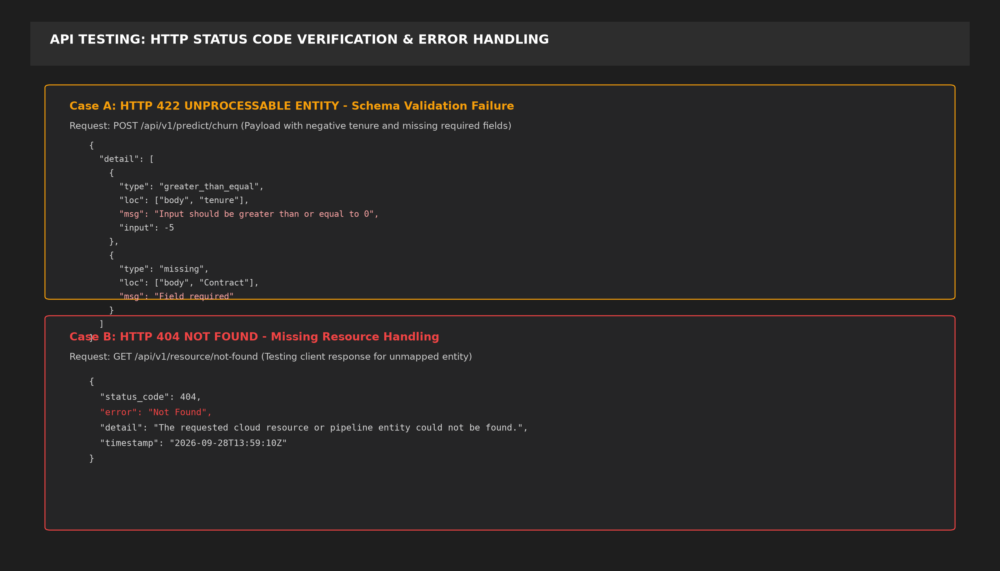 API TESTING: HTTP STATUS CODE VERIFICATION & ERROR HANDLING
Case A: HTTP 422 UNPROCESSABLE ENTITY - Schema Validation Failure
Request: POST /api/v1/predict/churn (Payload with negative tenure and missing required fields)
{
  "detail": [
    {
      "type": "greater_than_equal",
      "loc": ["body", "tenure"],
      "msg": "Input should be greater than or equal to 0",
      "input": -5
    },
    {
      "type": "missing",
      "loc": ["body", "Contract"],
      "msg": "Field required"
    }
  ]
}
Case B: HTTP 404 NOT FOUND - Missing Resource Handling
Request: GET /api/v1/resource/not-found (Testing client response for unmapped entity)
{
  "status_code": 404,
  "error": "Not Found",
  "detail": "The requested cloud resource or pipeline entity could not be found.",
  "timestamp": "2026-09-28T13:59:10Z"
}